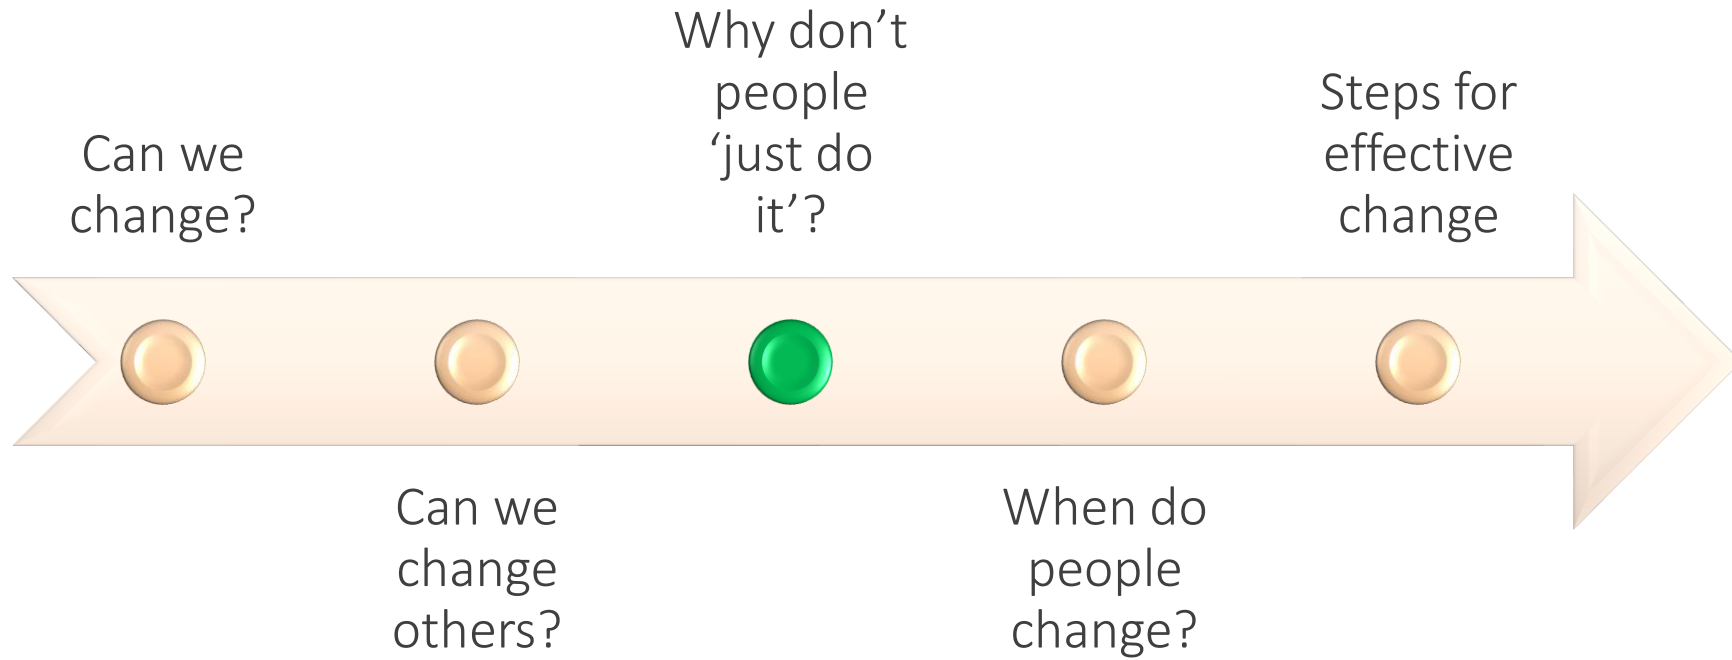 Can we
change?
Can we
change
others?
Why don’t
people
‘just do
it’?
When do
people
change?
Steps for
effective
change